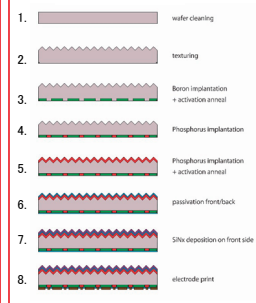 1. wafer cleaning
2. texturing
3. Boron implantation
+ activation anneal
4. Phosphorus implantation
5. Phosphorus implantation
+ activation anneal
6. passivation front/back
7. SiNx deposition on front side
8. electrode print